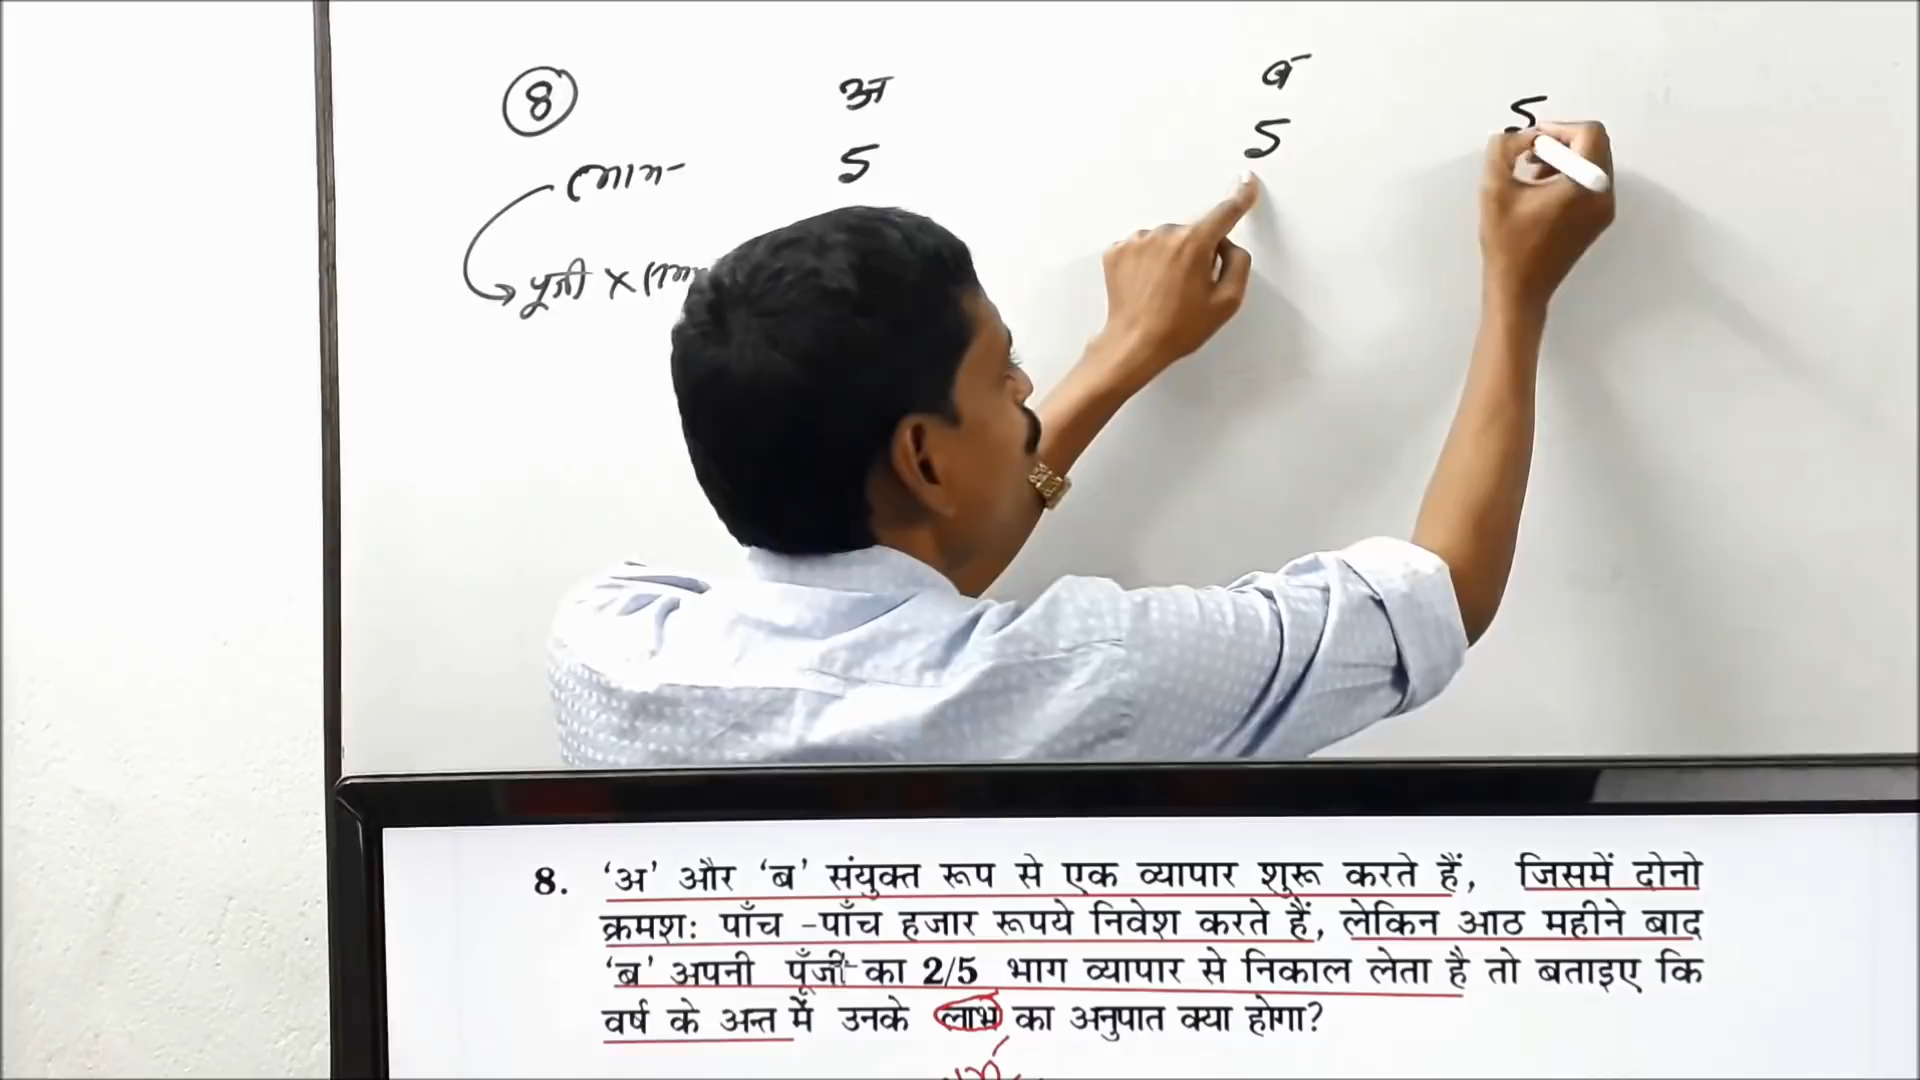 8 अ ब
लाभ 5 5 5
पूंजी ×
8. ‘अ’ और ‘ब’ संयुक्त रूप से एक व्यापार शुरू करते हैं, जिसमें दोनो
क्रमशः पाँच -पाँच हजार रूपये निवेश करते हैं, लेकिन आठ महीने बाद
‘ब’ अपनी पूँजी का 2/5 भाग व्यापार से निकाल लेता है तो बताइए कि
वर्ष के अन्त में उनके लाभ का अनुपात क्या होगा?